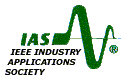 IAS
®
IEEE INDUSTRY
APPLICATIONS
SOCIETY